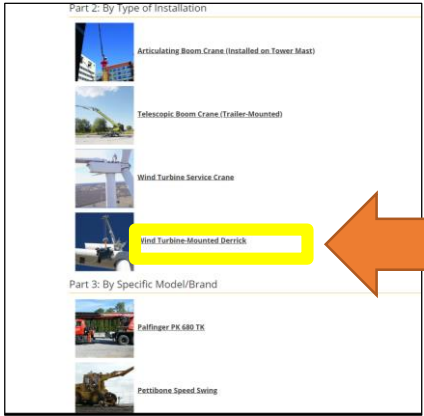 Part 2: By Type of Installation
Articulating Boom Crane (Installed on Tower Mast)
Telescopic Boom Crane (Trailer-Mounted)
Wind Turbine Service Crane
Wind Turbine-Mounted Derrick
Part 3: By Specific Model/Brand
Palfinger PK 680 TK
Pettibone Speed Swing